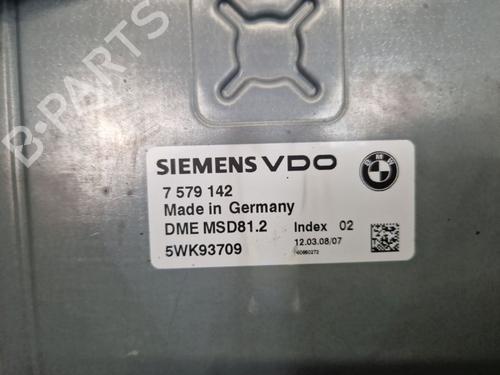 B-PARTS
SIEMENS VDO
BMW
7 579 142
Made in Germany
DME MSD81.2 Index 02
5WK93709 12.03.08/07